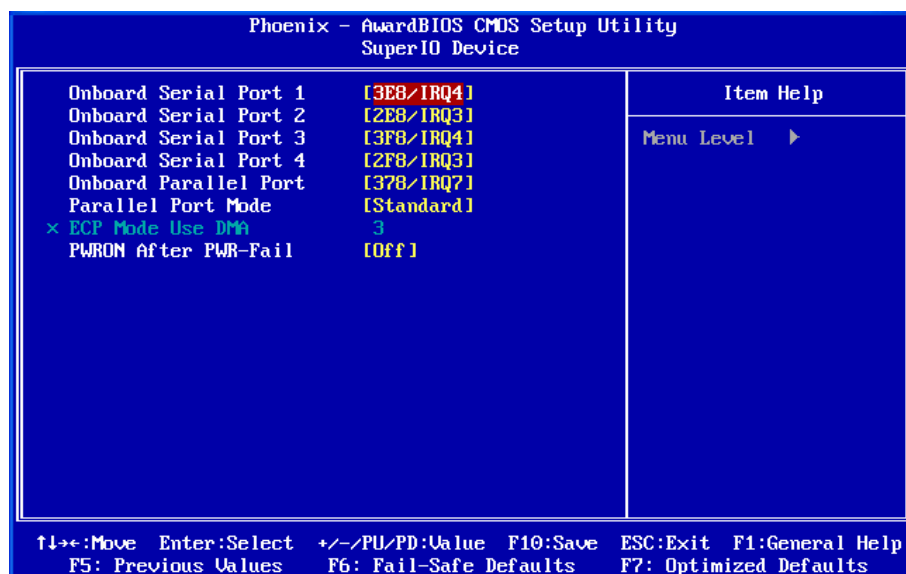 Phoenix - AwardBIOS CMOS Setup Utility
SuperIO Device
Onboard Serial Port 1 [3E8/IRQ4]
Onboard Serial Port 2 [2E8/IRQ3]
Onboard Serial Port 3 [3F8/IRQ4]
Onboard Serial Port 4 [2F8/IRQ3]
Onboard Parallel Port [378/IRQ7]
Parallel Port Mode [Standard]
× ECP Mode Use DMA 3
PWRON After PWR-Fail [Off]
Item Help
Menu Level ▶
↑↓→←:Move Enter:Select +/-/PU/PD:Value F10:Save ESC:Exit F1:General Help
F5: Previous Values F6: Fail-Safe Defaults F7: Optimized Defaults